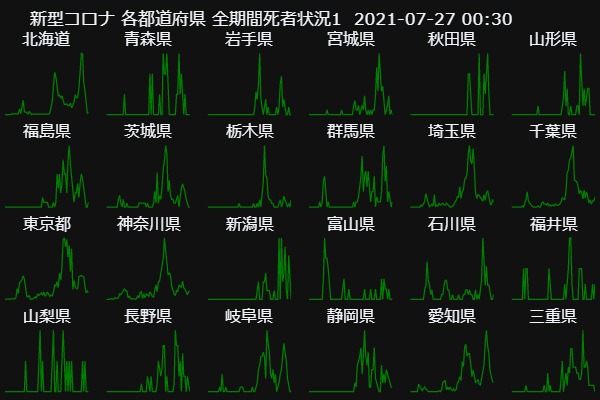 新型コロナ 各都道府県 全期間死者状況1 2021-07-27 00:30
北海道 青森県 岩手県 宮城県 秋田県 山形県
福島県 茨城県 栃木県 群馬県 埼玉県 千葉県
東京都 神奈川県 新潟県 富山県 石川県 福井県
山梨県 長野県 岐阜県 静岡県 愛知県 三重県